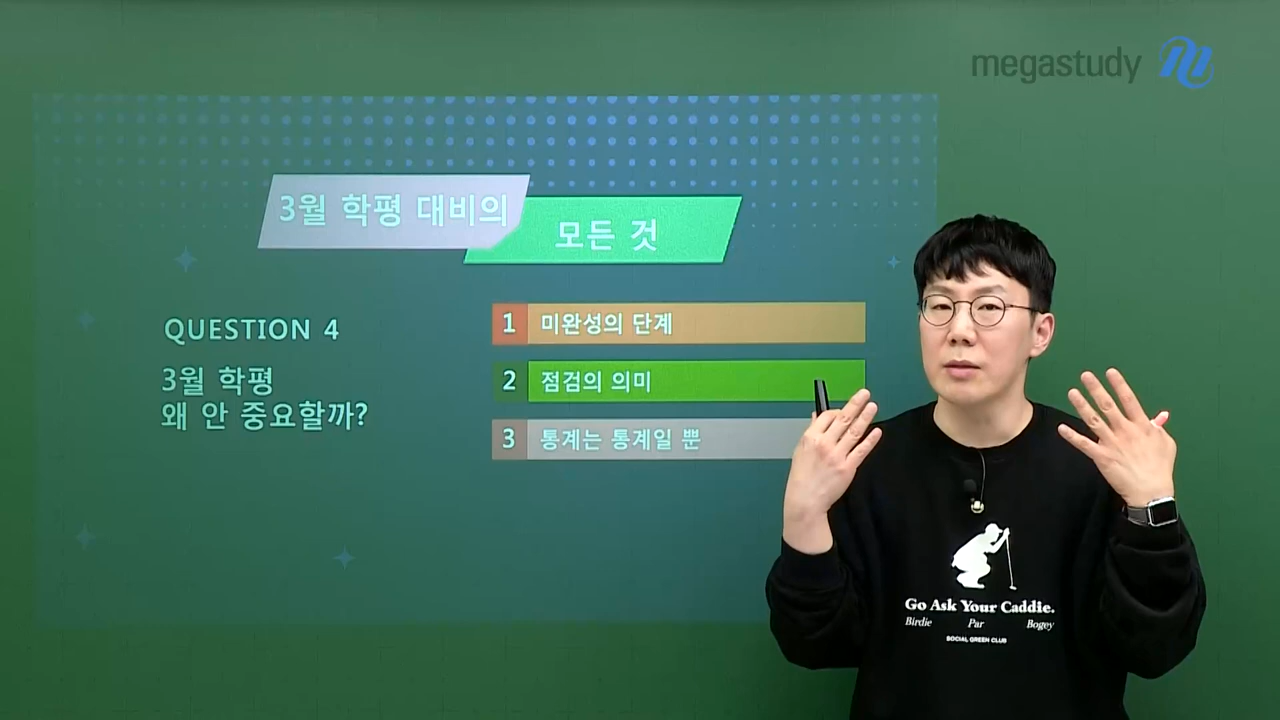 megastudy
3월 학평 대비의
모든 것
QUESTION 4
3월 학평
왜 안 중요할까?
1 미완성의 단계
2 점검의 의미
3 통계는 통계일 뿐
Go Ask Your Caddie.
Birdie Par Bogey
SOCIAL GREEN CLUB